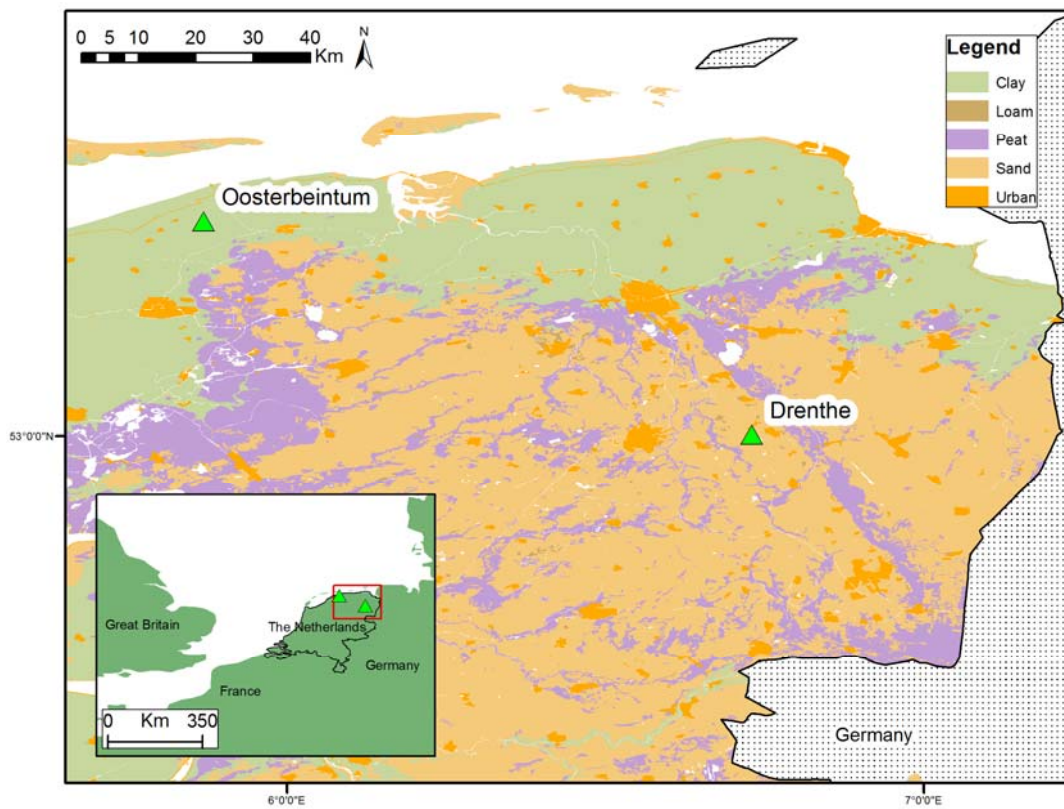 0 5 10 20 30 40
Km
N
Legend
Clay
Loam
Peat
Sand
Urban
Oosterbeintum
Drenthe
53°0'0"N
Great Britain
The Netherlands
Germany
France
0 Km 350
Germany
6°0'0"E
7°0'0"E